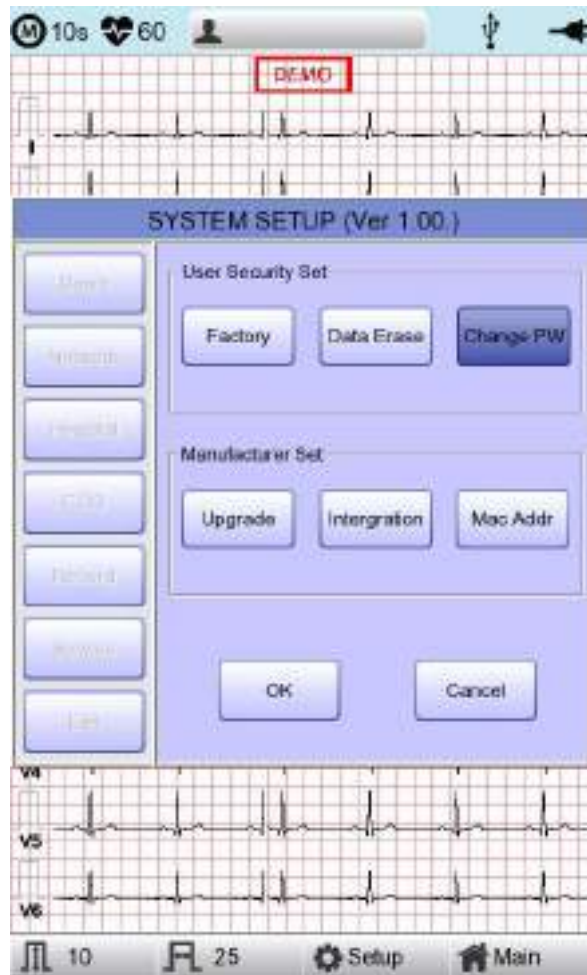 M 10s 60
DEMO
I
SYSTEM SETUP (Ver 1.00.)
User Security Set
Factory Data Erase Change PW
Manufacturer Set
Upgrade Intergration Mac Addr
OK Cancel
V4
V5
V6
10 25 Setup Main